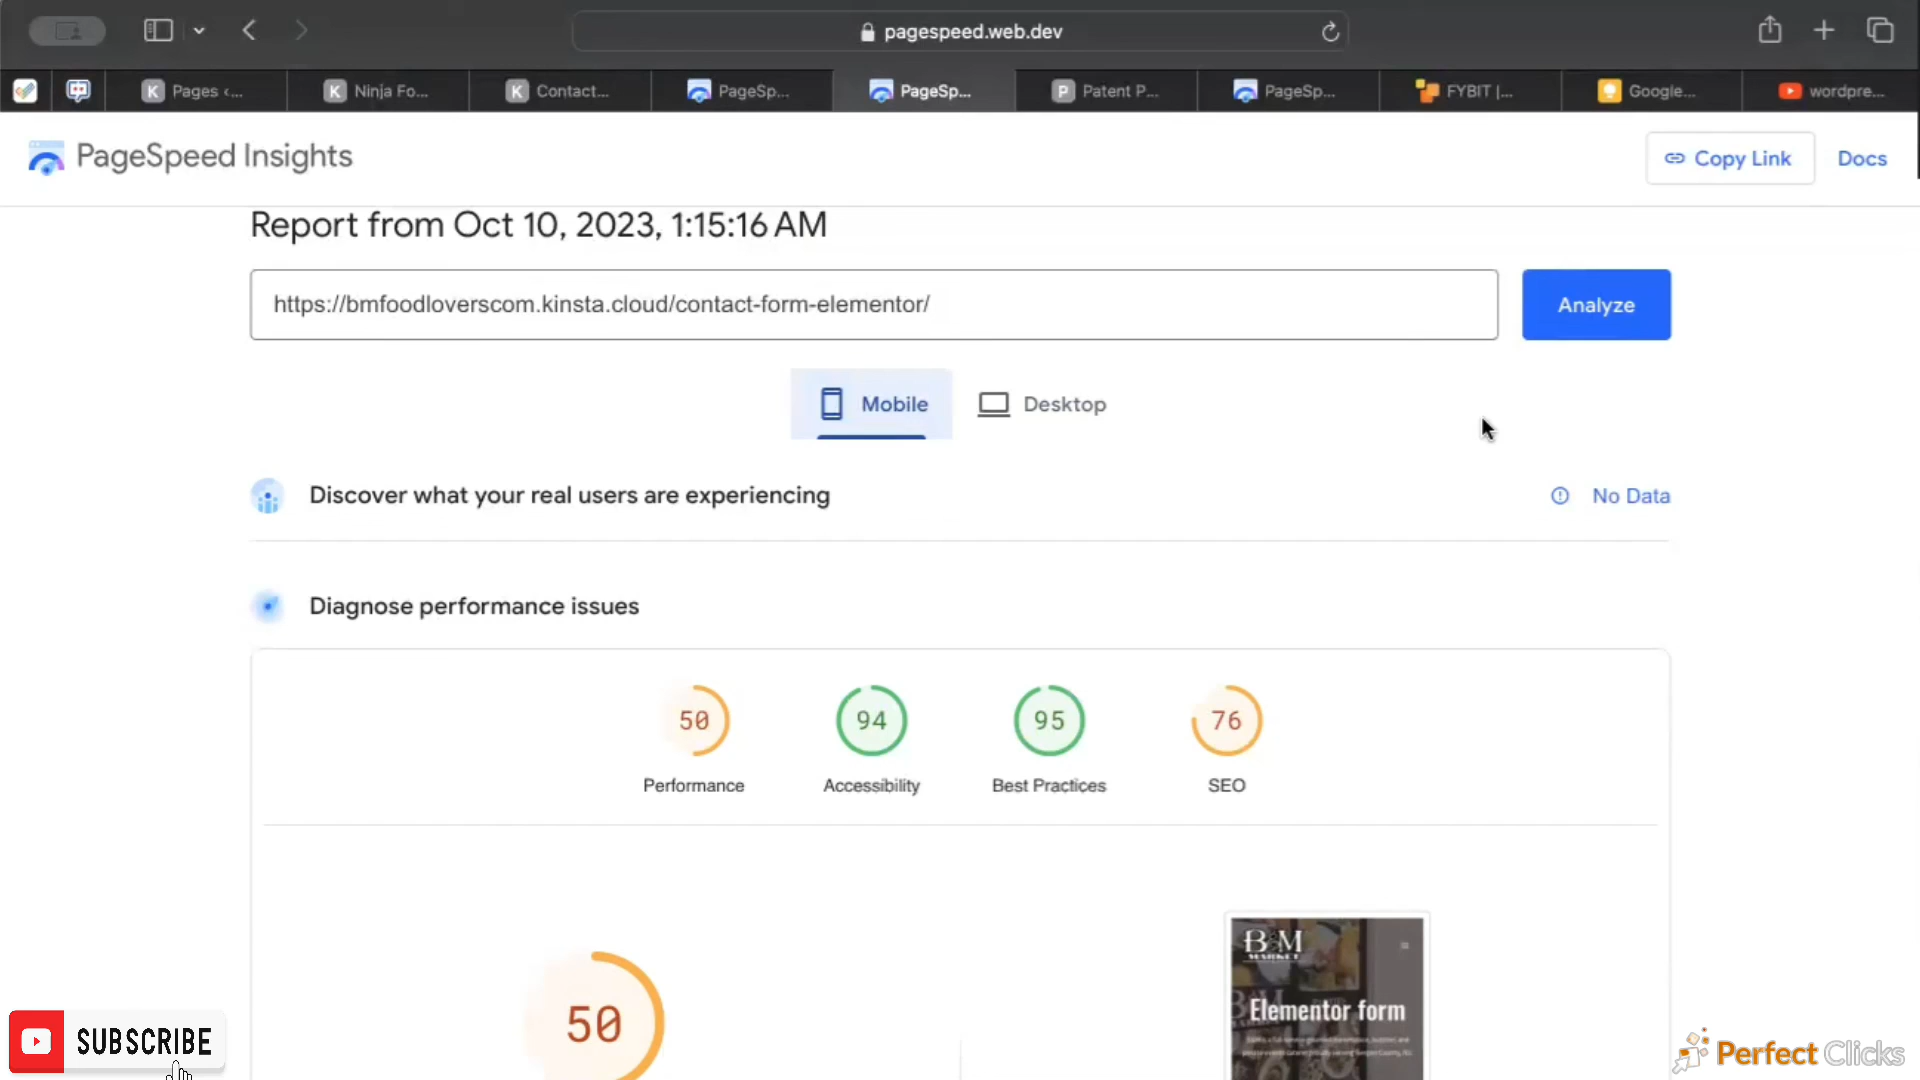 pagespeed.web.dev
K Pages ‹...
K Ninja Fo...
K Contact...
PageSp...
PageSp...
P Patent P...
PageSp...
FYBIT |...
Google...
wordpre...
PageSpeed Insights
Copy Link
Docs
Report from Oct 10, 2023, 1:15:16 AM
https://bmfoodloverscom.kinsta.cloud/contact-form-elementor/
Analyze
Mobile
Desktop
Discover what your real users are experiencing
No Data
Diagnose performance issues
50
94
95
76
Performance
Accessibility
Best Practices
SEO
50
B&M
MARKET
Elementor form
SUBSCRIBE
Perfect Clicks